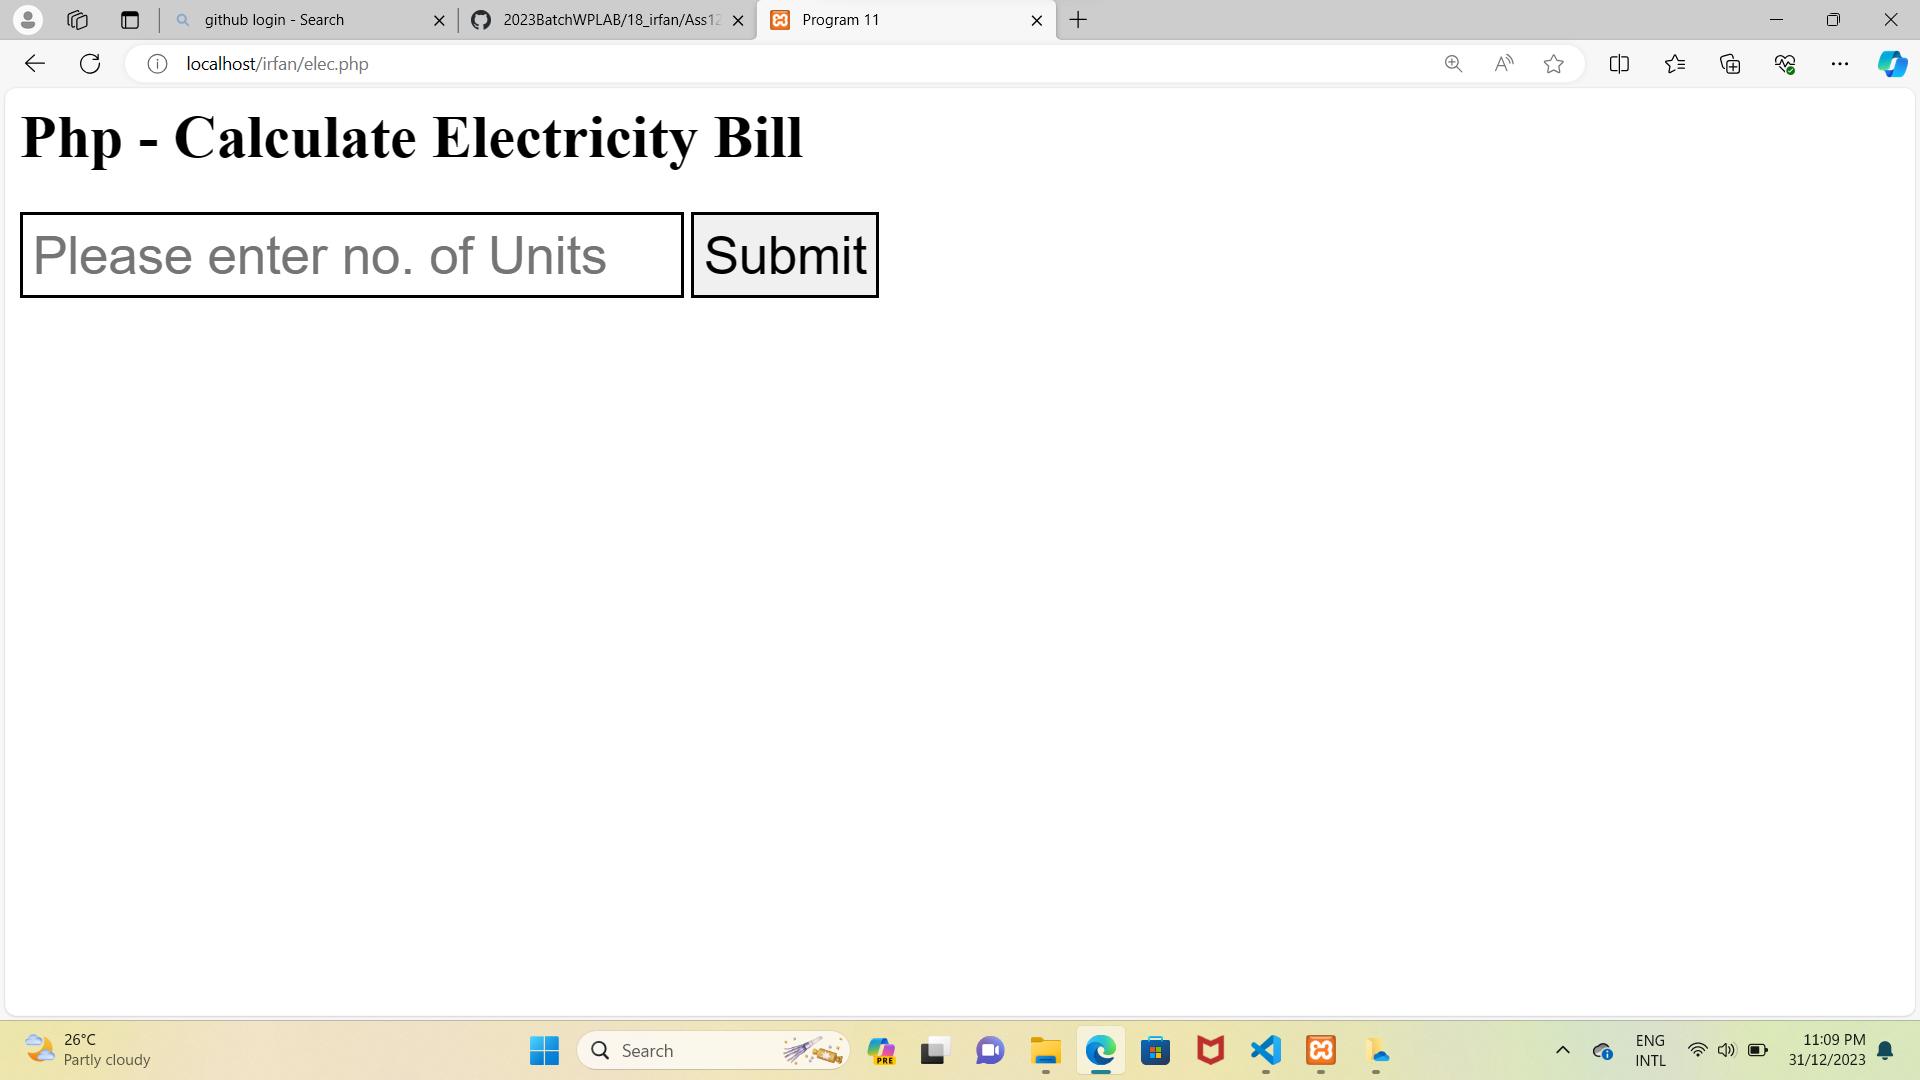 github login - Search
2023BatchWPLAB/18_irfan/Ass12
Program 11
localhost/irfan/elec.php
Php - Calculate Electricity Bill
Please enter no. of Units
Submit
26°C
Partly cloudy
Search
PRE
ENG
INTL
11:09 PM
31/12/2023